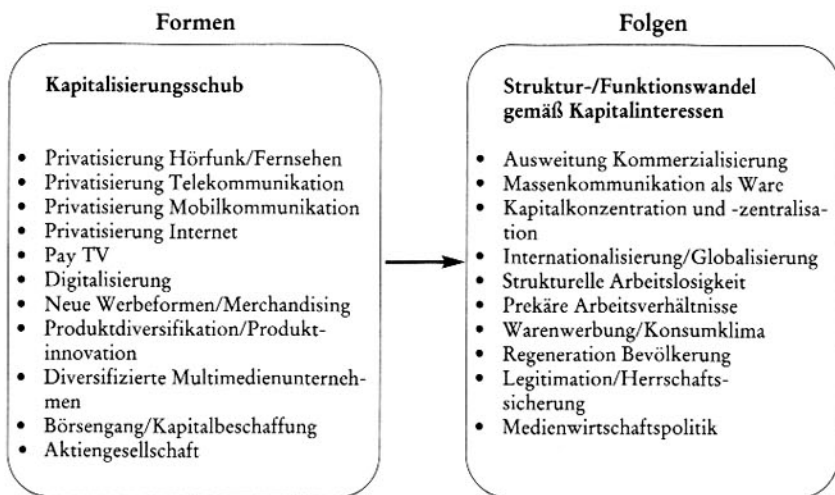 Formen
Kapitalisierungsschub
• Privatisierung Hörfunk/Fernsehen
• Privatisierung Telekommunikation
• Privatisierung Mobilkommunikation
• Privatisierung Internet
• Pay TV
• Digitalisierung
• Neue Werbeformen/Merchandising
• Produktdiversifikation/Produkt-
innovation
• Diversifizierte Multimedienunterneh-
men
• Börsengang/Kapitalbeschaffung
• Aktiengesellschaft
Folgen
Struktur-/Funktionswandel
gemäß Kapitalinteressen
• Ausweitung Kommerzialisierung
• Massenkommunikation als Ware
• Kapitalkonzentration und -zentralisa-
tion
• Internationalisierung/Globalisierung
• Strukturelle Arbeitslosigkeit
• Prekäre Arbeitsverhältnisse
• Warenwerbung/Konsumklima
• Regeneration Bevölkerung
• Legitimation/Herrschafts-
sicherung
• Medienwirtschaftspolitik